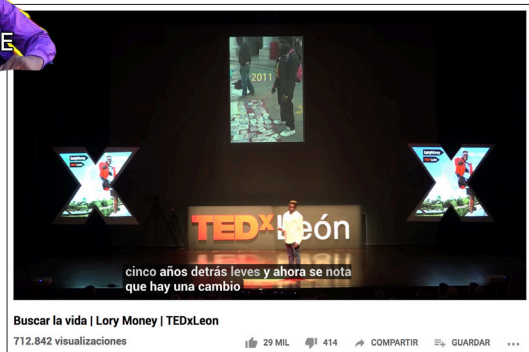 E
2011
TEDxLeón
cinco años detrás leves y ahora se nota
que hay una cambio
Buscar la vida | Lory Money | TEDxLeon
712.842 visualizaciones
29 MIL
414
COMPARTIR
GUARDAR